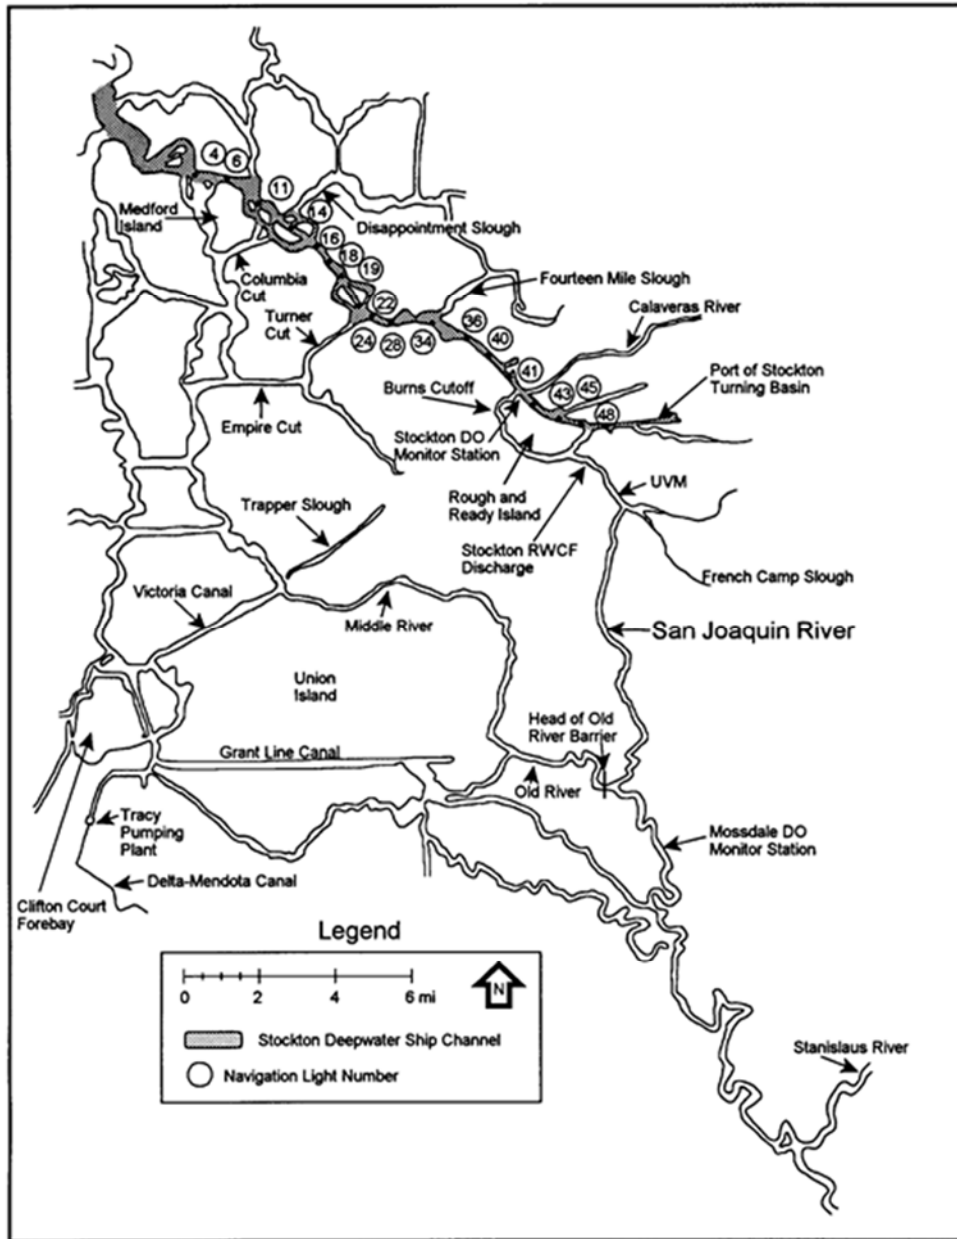 4
6
11
Medford
Island
14
Disappointment Slough
16
18
19
Columbia
Cut
Fourteen Mile Slough
Turner
Cut
22
Calaveras River
36
24
28
34
40
41
Port of Stockton
Turning Basin
Burns Cutoff
43
45
48
Empire Cut
Stockton DO
Monitor
Station
UVM
Rough and
Ready Island
Trapper Slough
Stockton RWCF
Discharge
French Camp Slough
Victoria Canal
Middle River
San Joaquin River
Union
Island
Head of Old
River Barrier
Grant Line Canal
Old River
Tracy
Pumping
Plant
Mossdale DO
Monitor Station
Delta-Mendota Canal
Clifton Court
Forebay
Legend
0 2 4 6 mi
N
Stockton Deepwater Ship Channel
Navigation Light Number
Stanislaus River